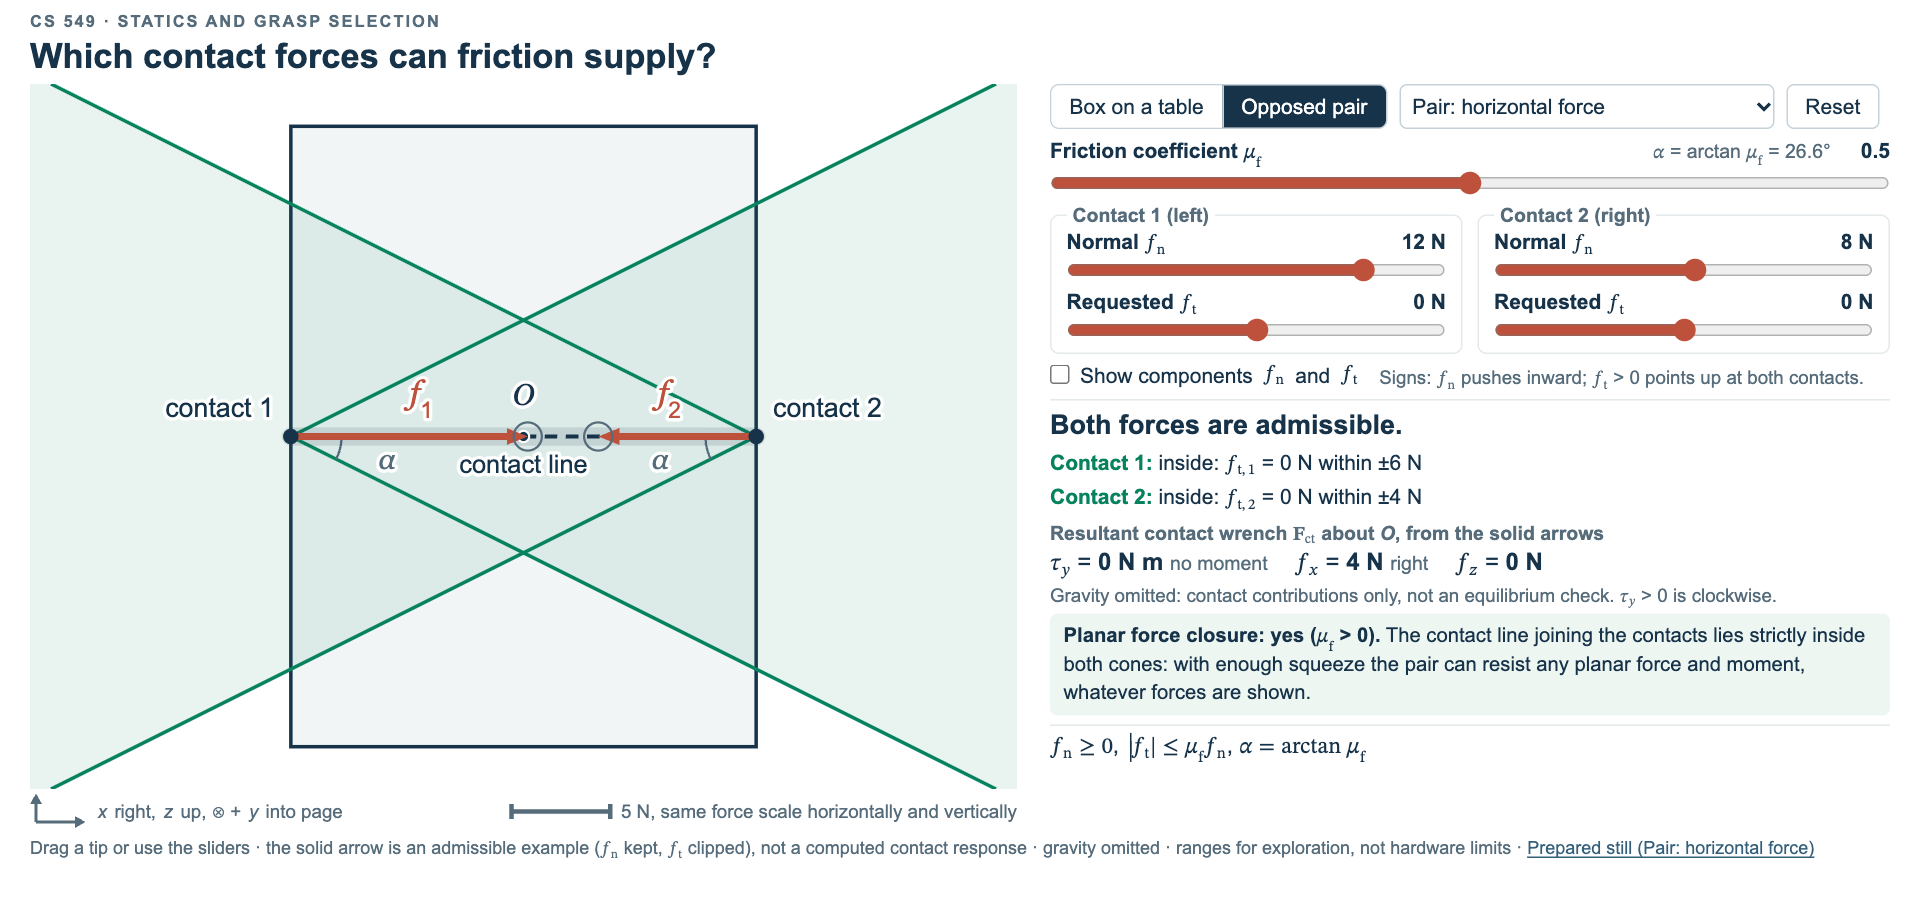 CS 549 · STATICS AND GRASP SELECTION
Which contact forces can friction supply?
contact 1
f1
O
f2
contact 2
α
contact line
α
x right, z up, ⊗ + y into page
5 N, same force scale horizontally and vertically
Box on a table
Opposed pair
Pair: horizontal force
Reset
Friction coefficient μf
α = arctan μf = 26.6°
0.5
Contact 1 (left)
Normal fn 12 N
Requested ft 0 N
Contact 2 (right)
Normal fn 8 N
Requested ft 0 N
Show components fn and ft
Signs: fn pushes inward; ft > 0 points up at both contacts.
Both forces are admissible.
Contact 1: inside: ft,1 = 0 N within ±6 N
Contact 2: inside: ft,2 = 0 N within ±4 N
Resultant contact wrench Fct about O, from the solid arrows
τy = 0 N m no moment fx = 4 N right fz = 0 N
Gravity omitted: contact contributions only, not an equilibrium check. τy > 0 is clockwise.
Planar force closure: yes (μf > 0). The contact line joining the contacts lies strictly inside
both cones: with enough squeeze the pair can resist any planar force and moment,
whatever forces are shown.
fn ≥ 0, |ft| ≤ μffn, α = arctan μf
Drag a tip or use the sliders · the solid arrow is an admissible example (fn kept, ft clipped), not a computed contact response · gravity omitted · ranges for exploration, not hardware limits · Prepared still (Pair: horizontal force)